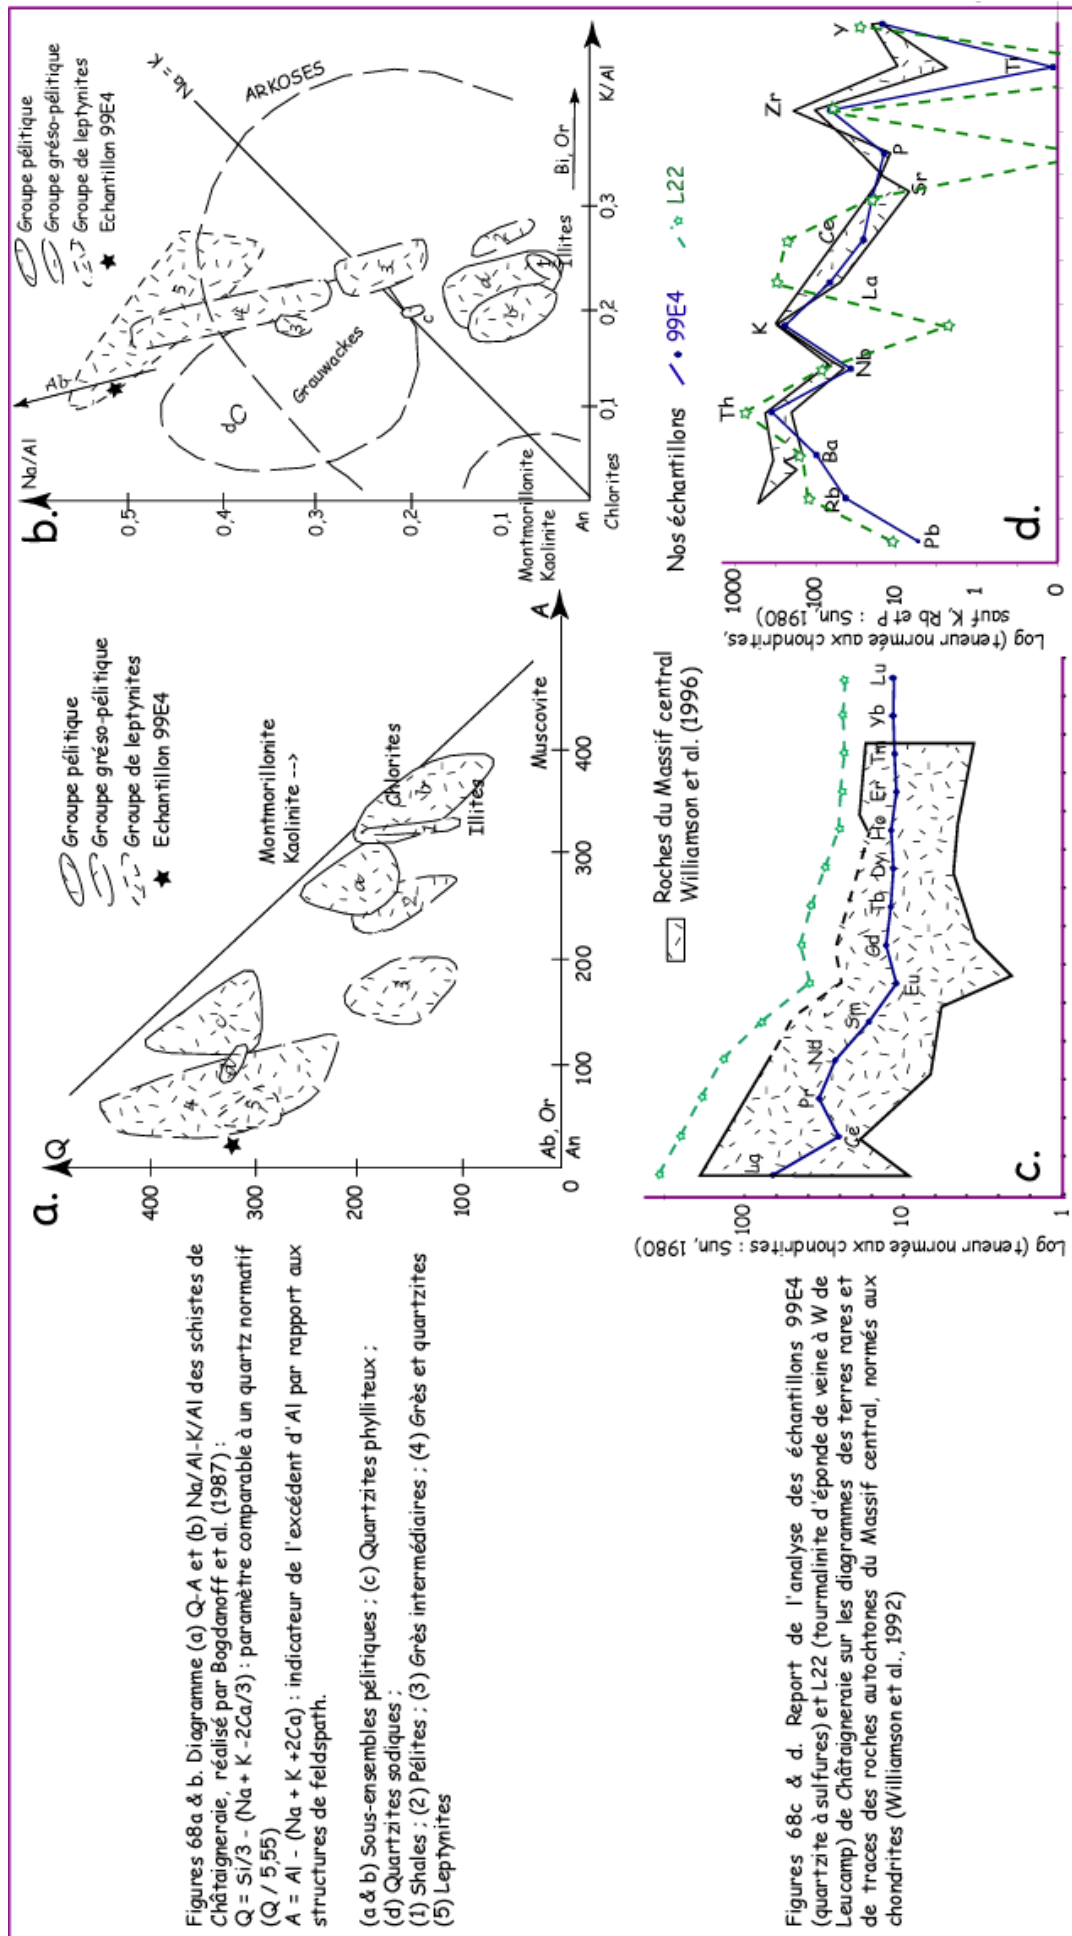 Figures 68a & b. Diagramme (a) Q-A et (b) Na/Al-K/Al des schistes de
Châtaigneraie, réalisé par Bogdanoff et al. (1987) :
Q = Si/3 - (Na + K -2Ca/3) : paramètre comparable à un quartz normatif
(Q / 5,55)
A = Al - (Na + K +2Ca) : indicateur de l'excédent d'Al par rapport aux
structures de feldspath.
(a & b) Sous-ensembles pélitiques ; (c) Quartzites phylliteux ;
(d) Quartzites sodiques ;
(1) Shales ; (2) Pélites ; (3) Grès intermédiaires ; (4) Grès et quartzites
(5) Leptynites
a.
Q
400
300
200
100
0
Ab, Or
An
100
200
300
400
Muscovite
A
Groupe pélitique
Groupe gréso-pélitique
Groupe de leptynites
Echantillon 99E4
Montmorillonite
Kaolinite -->
Chlorites
Illites
4
5
c
d
3
2
1
b.
Na/Al
0,5
0,4
0,3
0,2
0,1
An
Chlorites
Montmorillonite
Kaolinite
0,1
0,2
0,3
K/Al
Bi, Or
Illites
Groupe pélitique
Groupe gréso-pélitique
Groupe de leptynites
Echantillon 99E4
Na = K
ARKOSES
Grauwackes
Ab
5
4
3
3
c
d
2
1
Figures 68c & d. Report de l'analyse des échantillons 99E4
(quartzite à sulfures) et L22 (tourmalinite d'éponde de veine à W de
Leucamp) de Châtaigneraie sur les diagrammes des terres rares et
de traces des roches autochtones du Massif central, normés aux
chondrites (Williamson et al., 1992)
Roches du Massif central
Williamson et al. (1996)
Nos échantillons
99E4
L22
c.
Log (teneur normée aux chondrites : Sun, 1980)
100
10
1
La
Ce
Pr
Nd
Sm
Eu
Gd
Tb
Dy
Ho
Er
Tm
Yb
Lu
d.
Log (teneur normée aux chondrites,
sauf K, Rb et P : Sun, 1980)
1000
100
10
1
0
Pb
Rb
Ba
Th
Nb
K
La
Ce
Sr
P
Zr
Ti
Y